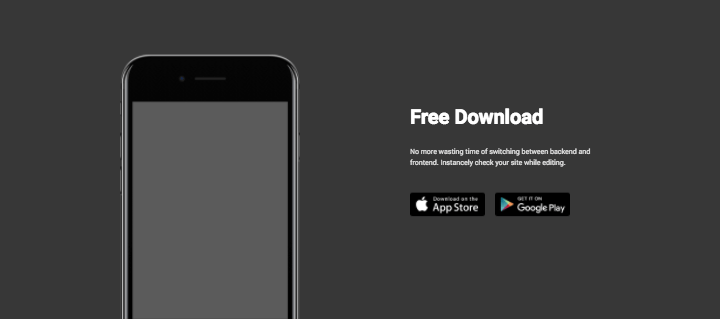 Free Download
No more wasting time of switching between backend and
frontend. Instancely check your site while editing.
Download on the
App Store
GET IT ON
Google Play